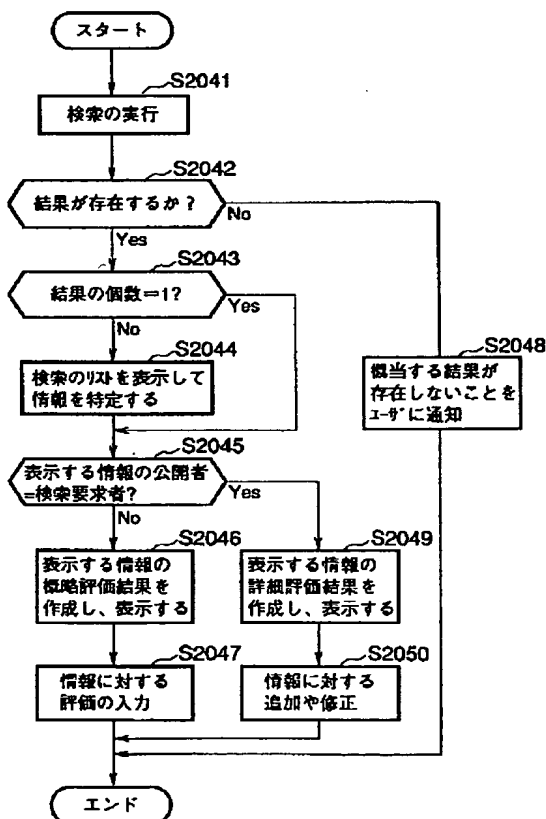 スタート
S2041
検索の実行
S2042
結果が存在するか？
No
Yes
S2043
結果の個数＝1？
Yes
No
S2044
検索のリストを表示して
情報を特定する
S2048
概当する結果が
存在しないことを
ユーザに通知
S2045
表示する情報の公開者
=検索要求者？
Yes
No
S2046
表示する情報の
概略評価結果を
作成し、表示する
S2049
表示する情報の
詳細評価結果を
作成し、表示する
S2047
情報に対する
評価の入力
S2050
情報に対する
追加や修正
エンド